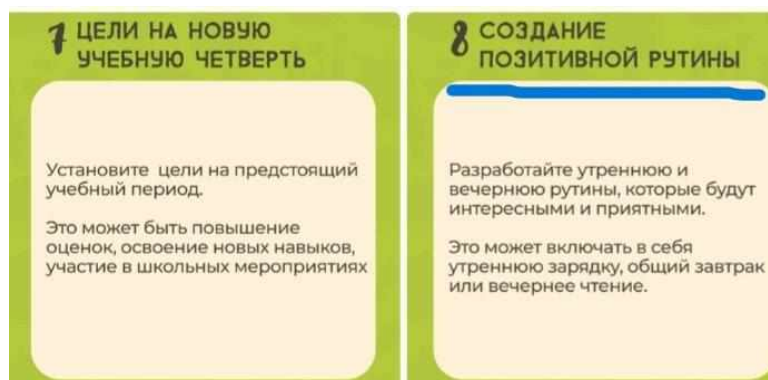 7 ЦЕЛИ НА НОВУЮ
УЧЕБНУЮ ЧЕТВЕРТЬ
Установите цели на предстоящий
учебный период.
Это может быть повышение
оценок, освоение новых навыков,
участие в школьных мероприятиях
8 СОЗДАНИЕ
ПОЗИТИВНОЙ РУТИНЫ
Разработайте утреннюю и
вечернюю рутины, которые будут
интересными и приятными.
Это может включать в себя
утреннюю зарядку, общий завтрак
или вечернее чтение.